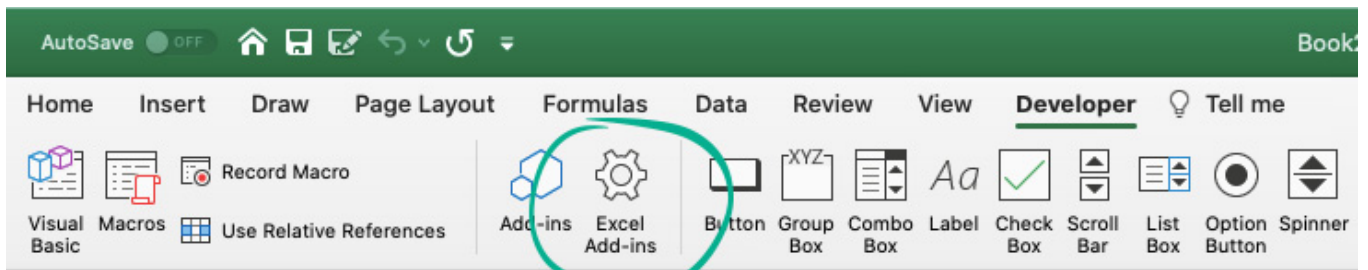 AutoSave OFF Book2
Home Insert Draw Page Layout Formulas Data Review View Developer Tell me
XYZ Aa
Record Macro
Visual Basic Macros Use Relative References Add-ins Excel Add-ins Button Group Box Combo Box Label Check Box Scroll Bar List Box Option Button Spinner